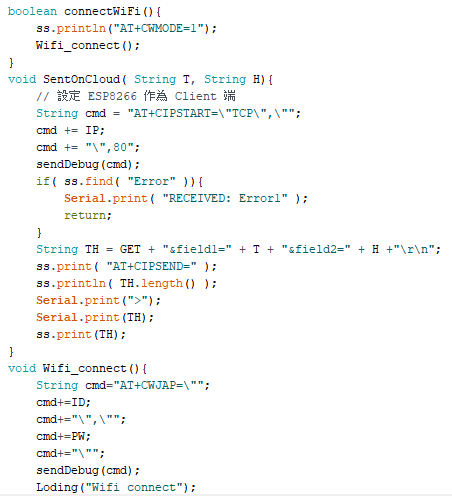 boolean connectWiFi(){
    ss.println("AT+CWMODE=1");
    Wifi_connect();
}
void SentOnCloud( String T, String H){
    // 設定 ESP8266 作為 Client 端
    String cmd = "AT+CIPSTART=\"TCP\",\"";
    cmd += IP;
    cmd += "\",80";
    sendDebug(cmd);
    if( ss.find( "Error" )){
        Serial.print( "RECEIVED: Error1" );
        return;
    }
    String TH = GET + "&field1=" + T + "&field2=" + H +"\r\n";
    ss.print( "AT+CIPSEND=" );
    ss.println( TH.length() );
    Serial.print(">");
    Serial.print(TH);
    ss.print(TH);
}
void Wifi_connect(){
    String cmd="AT+CWJAP=\"";
    cmd+=ID;
    cmd+="\",\"";
    cmd+=PW;
    cmd+="\"";
    sendDebug(cmd);
    Loding("Wifi connect");